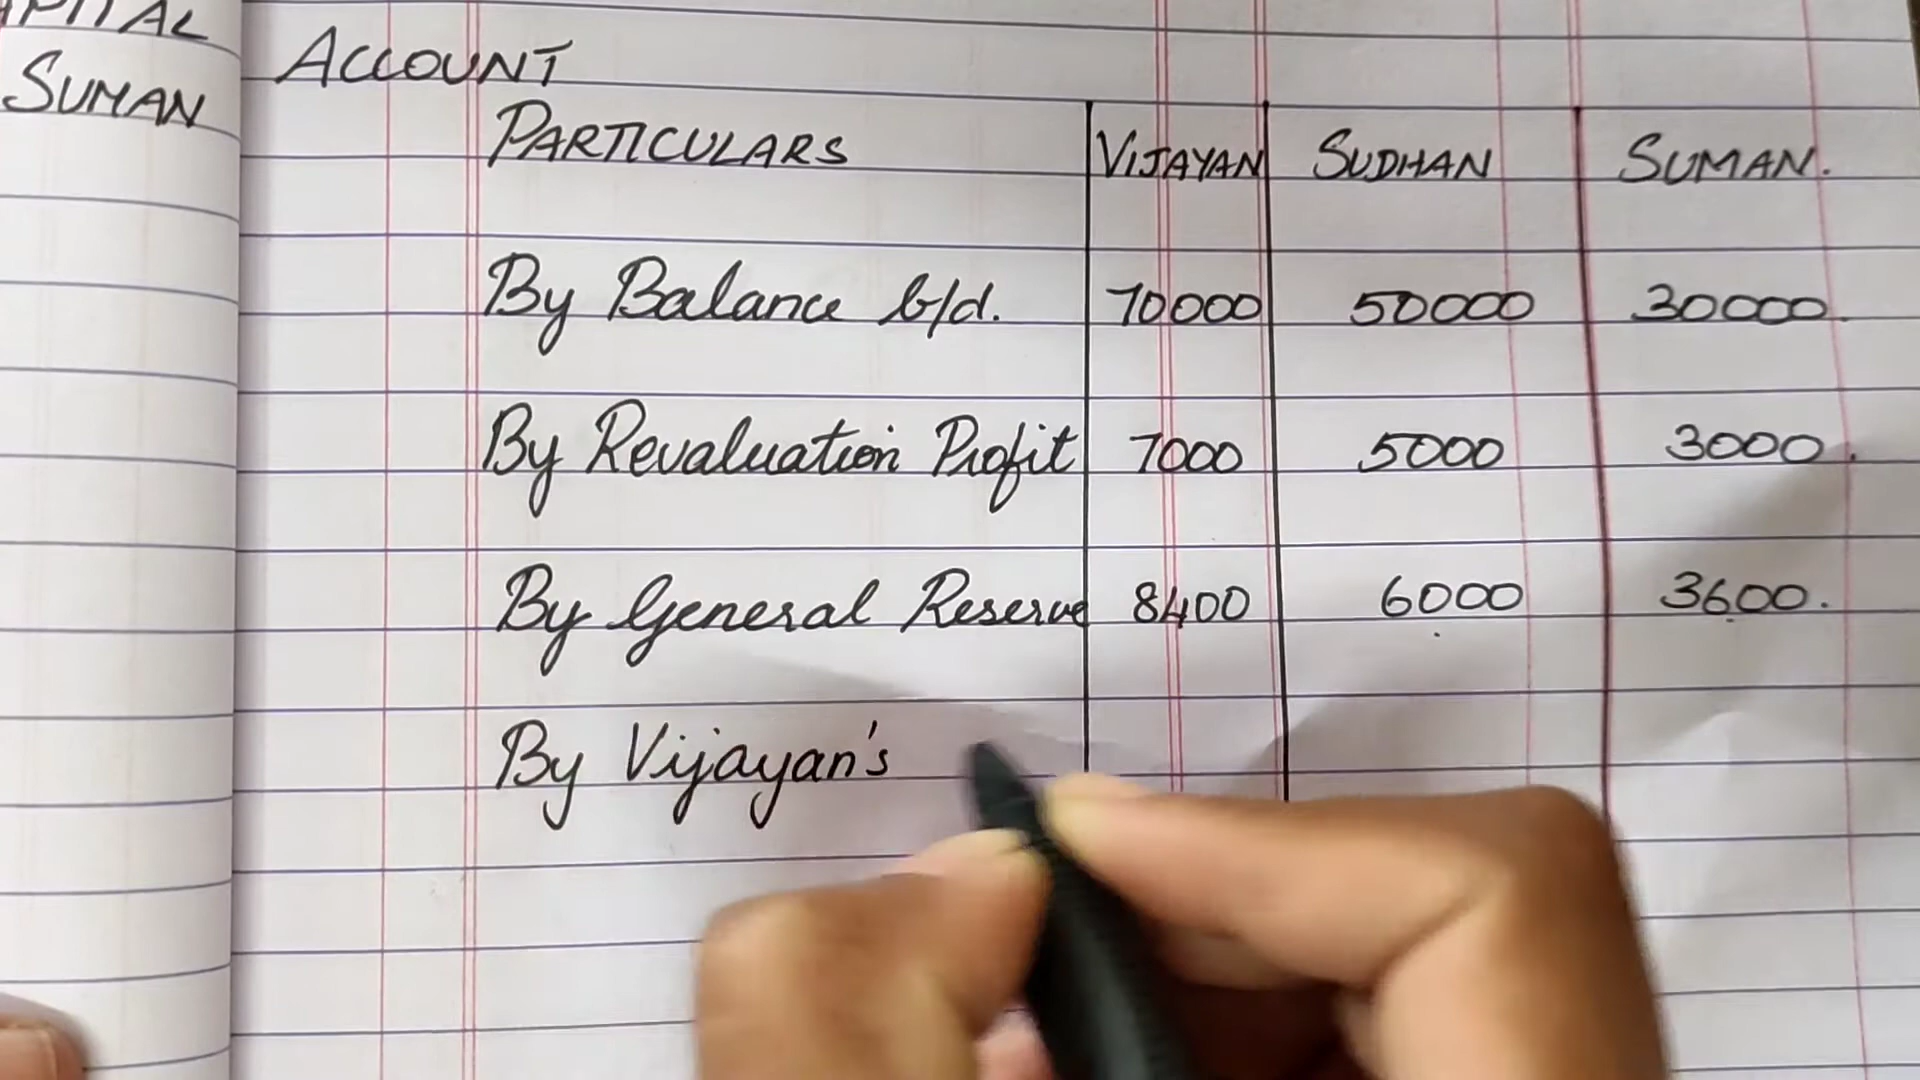 SUMAN
ACCOUNT
PARTICULARS VIJAYAN SUDHAN SUMAN.
By Balance b/d. 70000 50000 30000.
By Revaluation Profit 7000 5000 3000.
By General Reserve 8400 6000 3600.
By Vijayan's